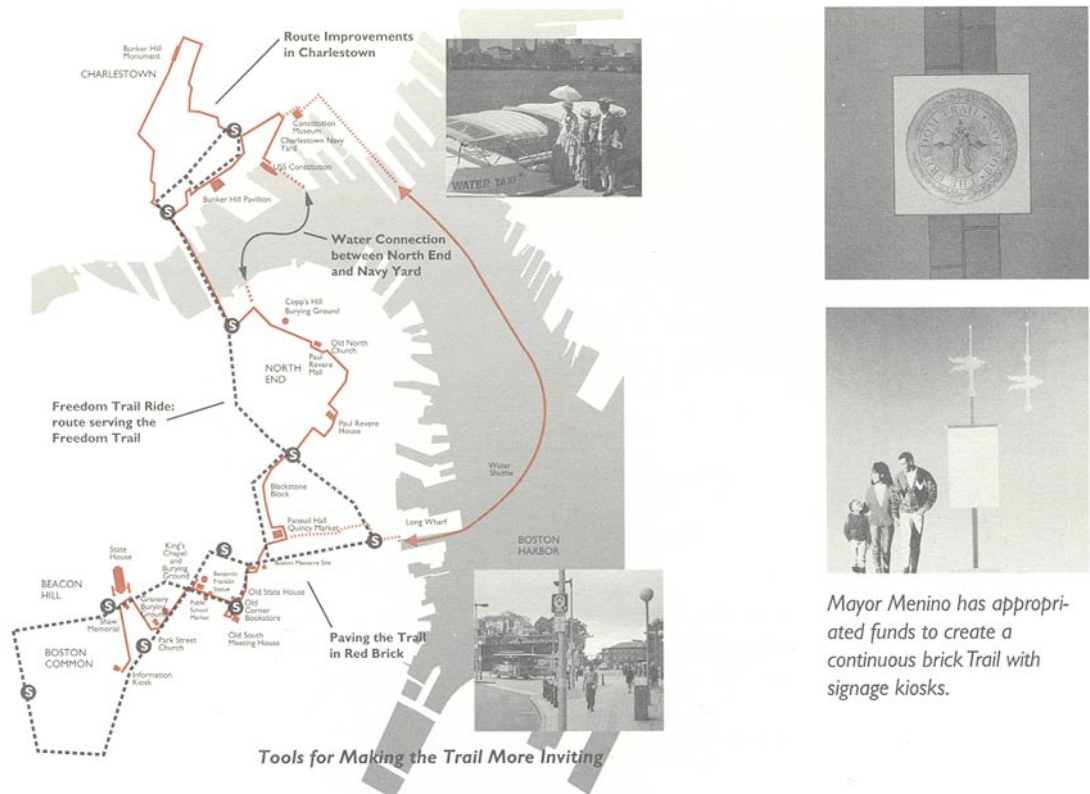 Route Improvements
in Charlestown
Bunker Hill
Monument
CHARLESTOWN
S
Constitution
Museum
Charlestown Navy
Yard
USS Constitution
WATER TAXI
THE FREEDOM TRAIL · BOSTON
Bunker Hill Pavilion
S
Water Connection
between North End
and Navy Yard
Copp's Hill
Burying Ground
S
Old North
Church
Paul
Revere
Mall
NORTH
END
Freedom Trail Ride:
route serving the
Freedom Trail
Paul Revere
House
S
Water
Shuttle
Blackstone
Block
Faneuil Hall
Quincy Market
Long Wharf
S
BOSTON
HARBOR
S
Boston Massacre Site
State
House
King's
Chapel
and
Burying
Ground
BEACON
HILL
Benjamin
Franklin
Statue
Old State House
Granary
Burying
Ground
Public
School
Market
S
Old
Corner
Bookstore
S
Shaw
Memorial
Old South
Meeting House
Paving the Trail
in Red Brick
Park Street
Church
S
BOSTON
COMMON
Information
Kiosk
S
Tools for Making the Trail More Inviting
Mayor Menino has appropri-
ated funds to create a
continuous brick Trail with
signage kiosks.